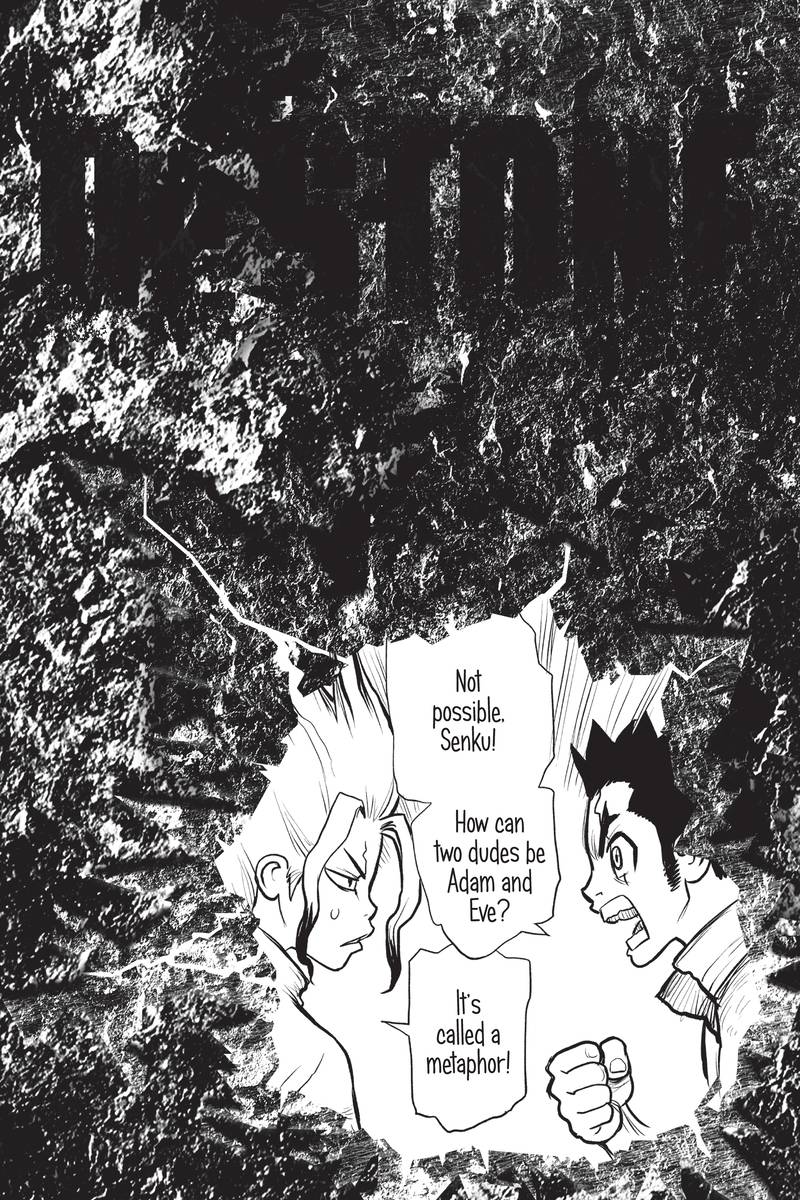 Dr.STONE
Not
possible,
Senku!
How can
two dudes be
Adam and
Eve?
It's
called a
metaphor!